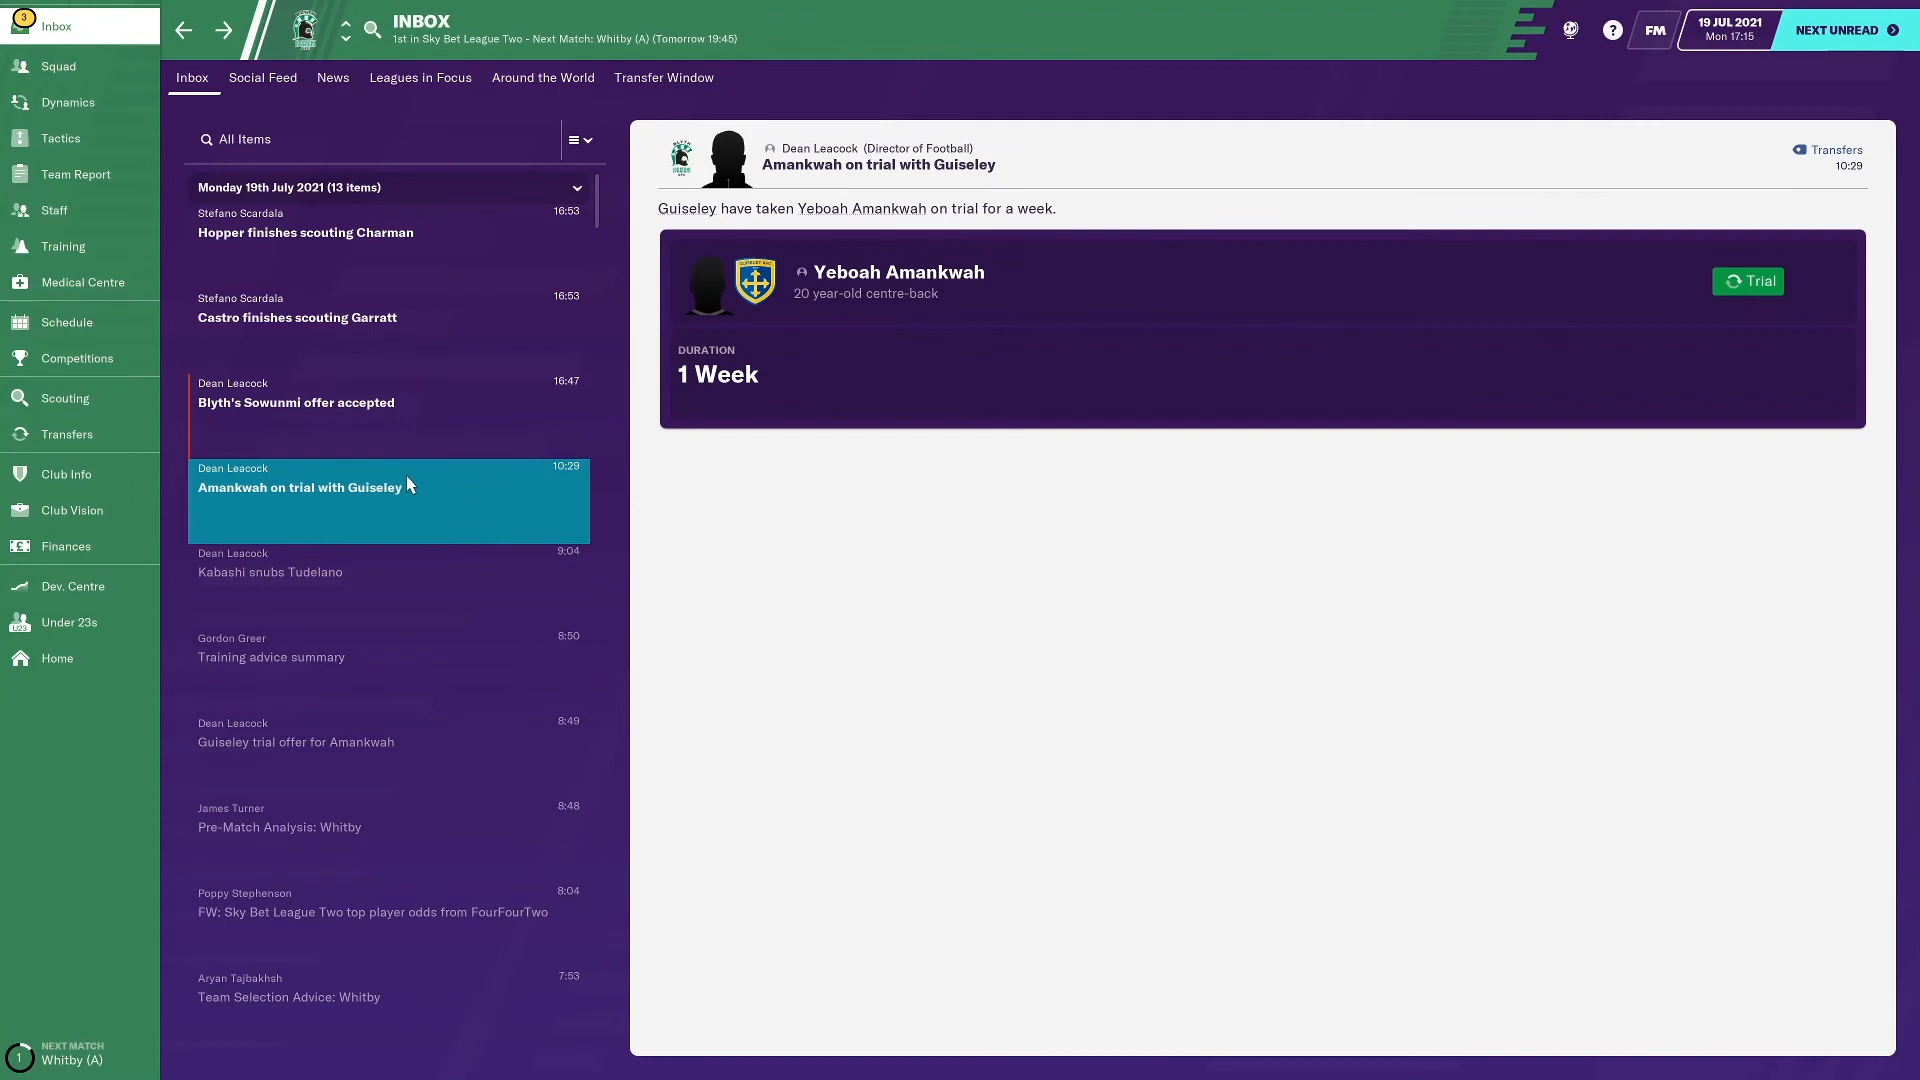 3
Inbox
Squad
Dynamics
Tactics
Team Report
Staff
Training
Medical Centre
Schedule
Competitions
Scouting
Transfers
Club Info
Club Vision
Finances
Dev. Centre
U23
Under 23s
Home
1
NEXT MATCH
Whitby (A)
INBOX
1st in Sky Bet League Two - Next Match: Whitby (A) (Tomorrow 19:45)
?
FM
19 JUL 2021
Mon 17:15
NEXT UNREAD
Inbox Social Feed News Leagues in Focus Around the World Transfer Window
All Items
Monday 19th July 2021 (13 items)
Stefano Scardala 16:53
Hopper finishes scouting Charman
Stefano Scardala 16:53
Castro finishes scouting Garratt
Dean Leacock 16:47
Blyth's Sowunmi offer accepted
Dean Leacock 10:29
Amankwah on trial with Guiseley
Dean Leacock 9:04
Kabashi snubs Tudelano
Gordon Greer 8:50
Training advice summary
Dean Leacock 8:49
Guiseley trial offer for Amankwah
James Turner 8:48
Pre-Match Analysis: Whitby
Poppy Stephenson 8:04
FW: Sky Bet League Two top player odds from FourFourTwo
Aryan Tajbakhsh 7:53
Team Selection Advice: Whitby
Dean Leacock (Director of Football)
Amankwah on trial with Guiseley
Transfers
10:29
Guiseley have taken Yeboah Amankwah on trial for a week.
Yeboah Amankwah
20 year-old centre-back
Trial
DURATION
1 Week